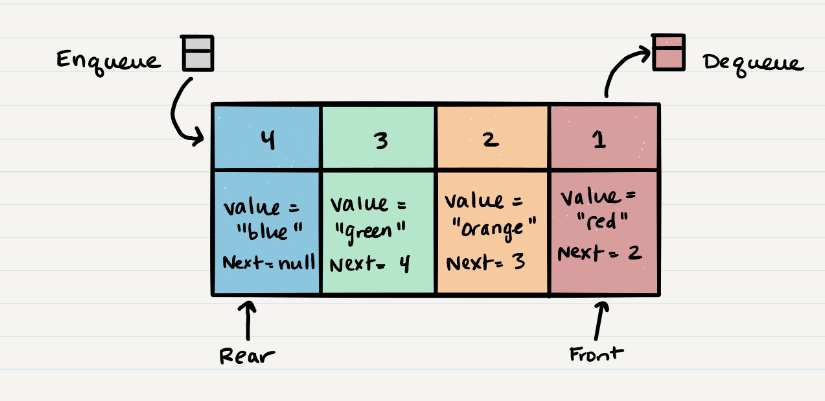 Enqueue
Dequeue
4
3
2
1
value =
"blue"
Next = null
value =
"green"
Next = 4
value =
"orange"
Next = 3
value =
"red"
Next = 2
Rear
Front